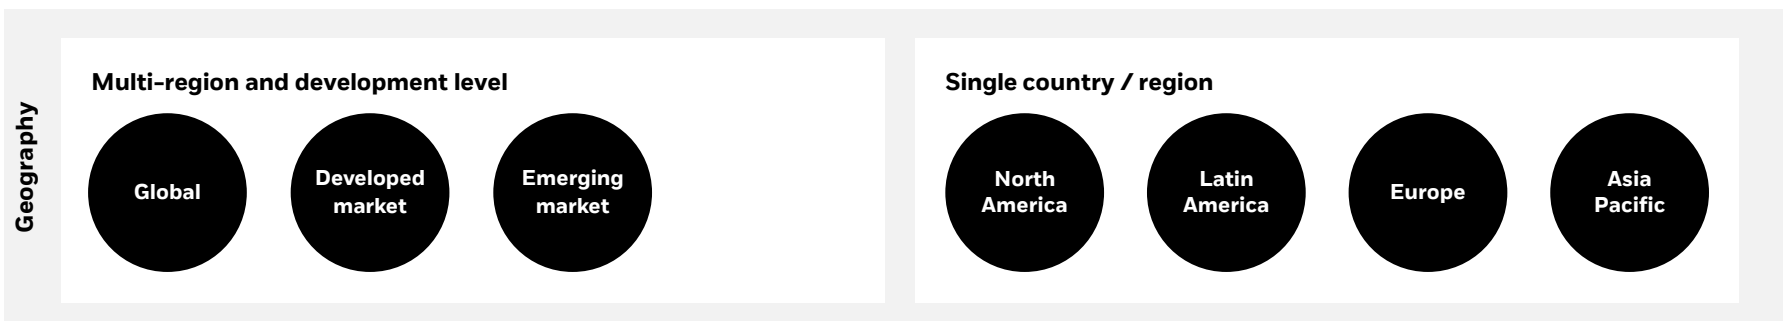 Geography
Multi-region and development level
Global
Developed
market
Emerging
market
Single country / region
North
America
Latin
America
Europe
Asia
Pacific